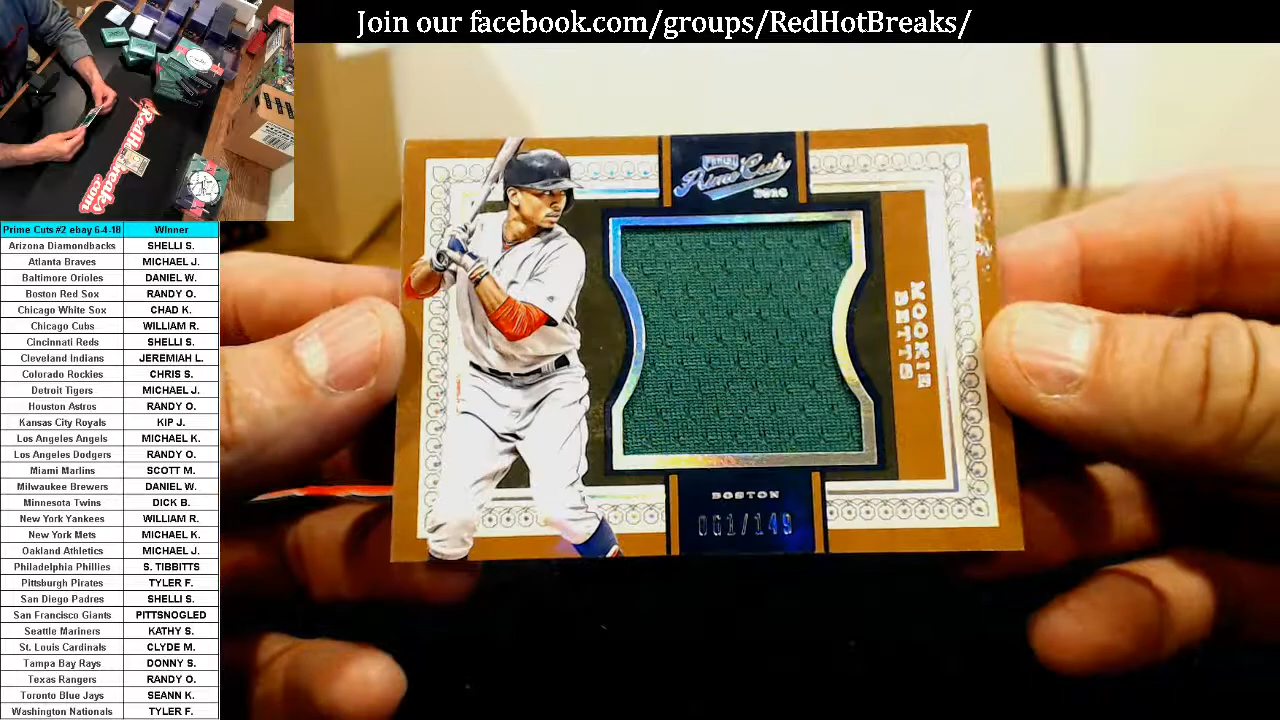 Join our facebook.com/groups/RedHotBreaks/
RedHotBreaks
.com
Prime Cuts #2 ebay 6-4-18 Winner
Arizona Diamondbacks SHELLI S.
Atlanta Braves MICHAEL J.
Baltimore Orioles DANIEL W.
Boston Red Sox RANDY O.
Chicago White Sox CHAD K.
Chicago Cubs WILLIAM R.
Cincinnati Reds SHELLI S.
Cleveland Indians JEREMIAH L.
Colorado Rockies CHRIS S.
Detroit Tigers MICHAEL J.
Houston Astros RANDY O.
Kansas City Royals KIP J.
Los Angeles Angels MICHAEL K.
Los Angeles Dodgers RANDY O.
Miami Marlins SCOTT M.
Milwaukee Brewers DANIEL W.
Minnesota Twins DICK B.
New York Yankees WILLIAM R.
New York Mets MICHAEL K.
Oakland Athletics MICHAEL J.
Philadelphia Phillies S. TIBBITTS
Pittsburgh Pirates TYLER F.
San Diego Padres SHELLI S.
San Francisco Giants PITTSNOGLED
Seattle Mariners KATHY S.
St. Louis Cardinals CLYDE M.
Tampa Bay Rays DONNY S.
Texas Rangers RANDY O.
Toronto Blue Jays SEANN K.
Washington Nationals TYLER F.
PANINI
Prime Cuts
2016
MOOKIE
BETTS
BOSTON
061/149